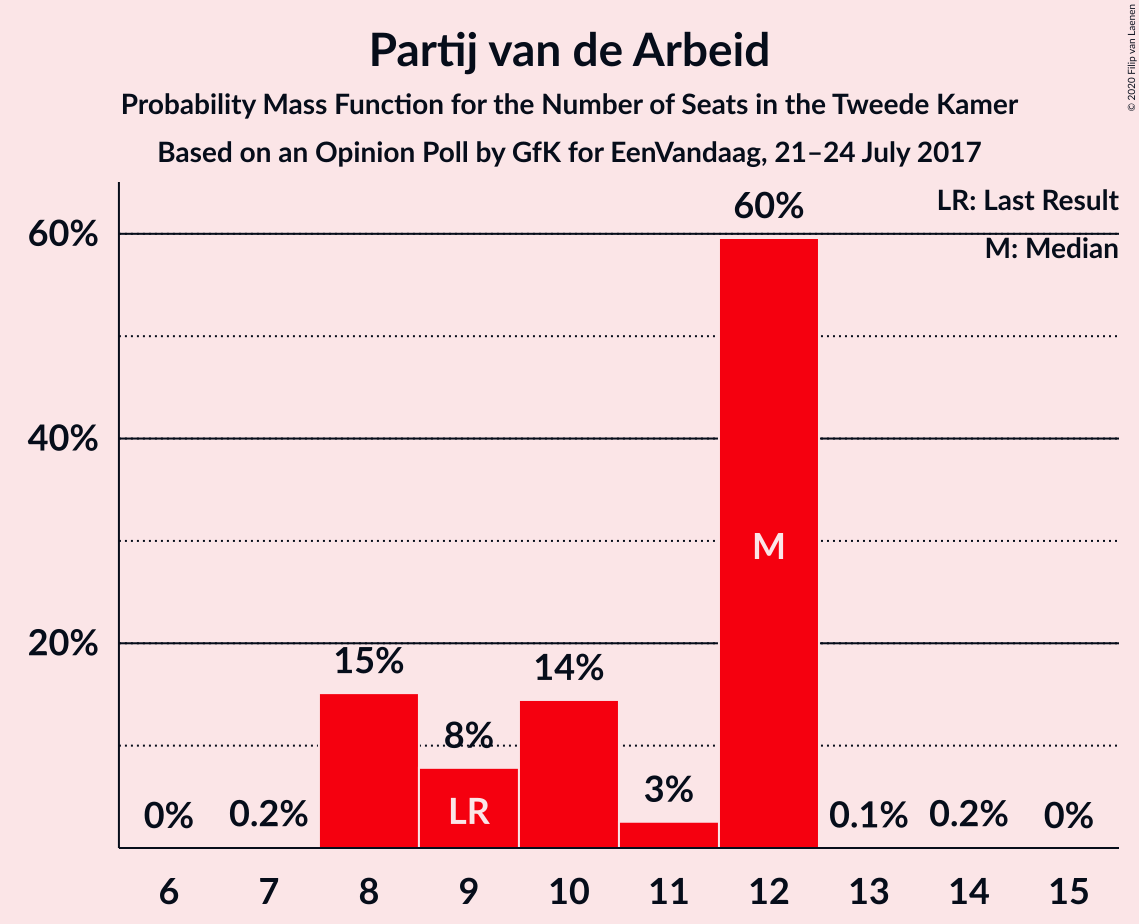 Partij van de Arbeid
Probability Mass Function for the Number of Seats in the Tweede Kamer
Based on an Opinion Poll by GfK for EenVandaag, 21–24 July 2017
© 2020 Filip van Laenen
LR: Last Result
M: Median
60%
40%
20%
0%
0.2%
15%
8%
14%
3%
60%
0.1%
0.2%
0%
LR
M
6 7 8 9 10 11 12 13 14 15